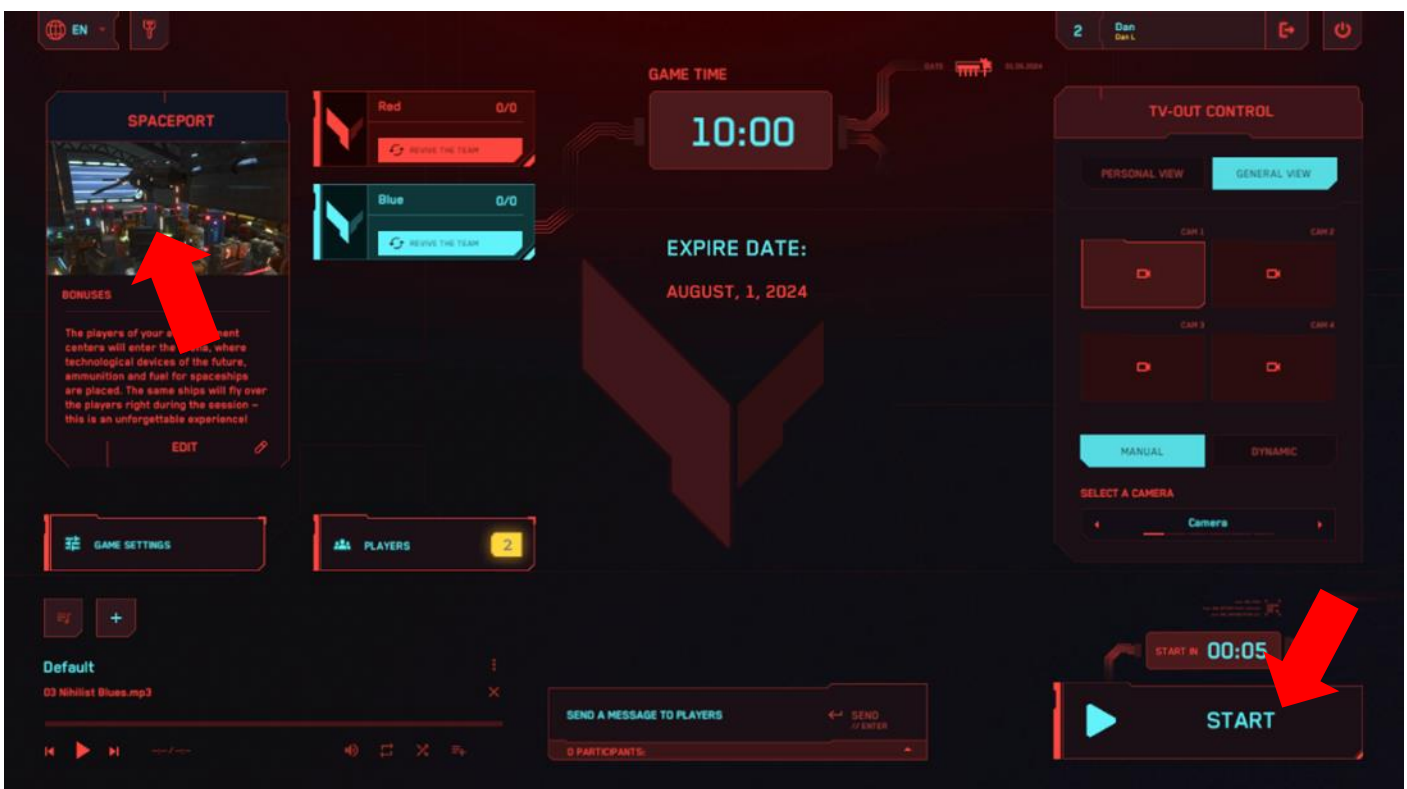 EN
2 Dan
Dan L
GAME TIME
10:00
DATE
01.05.2024
SPACEPORT
BONUSES
The players of your
centers will enter the where
technological devices of the future,
ammunition and fuel for spaceships
are placed. The same ships will fly over
the players right during the session –
this is an unforgettable experience!
EDIT
Red 0/0
REVIVE THE TEAM
Blue 0/0
REVIVE THE TEAM
EXPIRE DATE:
AUGUST, 1, 2024
TV-OUT CONTROL
PERSONAL VIEW GENERAL VIEW
CAM 1 CAM 2
CAM 3 CAM 4
MANUAL DYNAMIC
SELECT A CAMERA
Camera
GAME SETTINGS
PLAYERS 2
Default
03 Nihilist Blues.mp3
--:-- / --:--
SEND A MESSAGE TO PLAYERS
SEND
// ENTER
0 PARTICIPANTS:
START IN 00:05
START